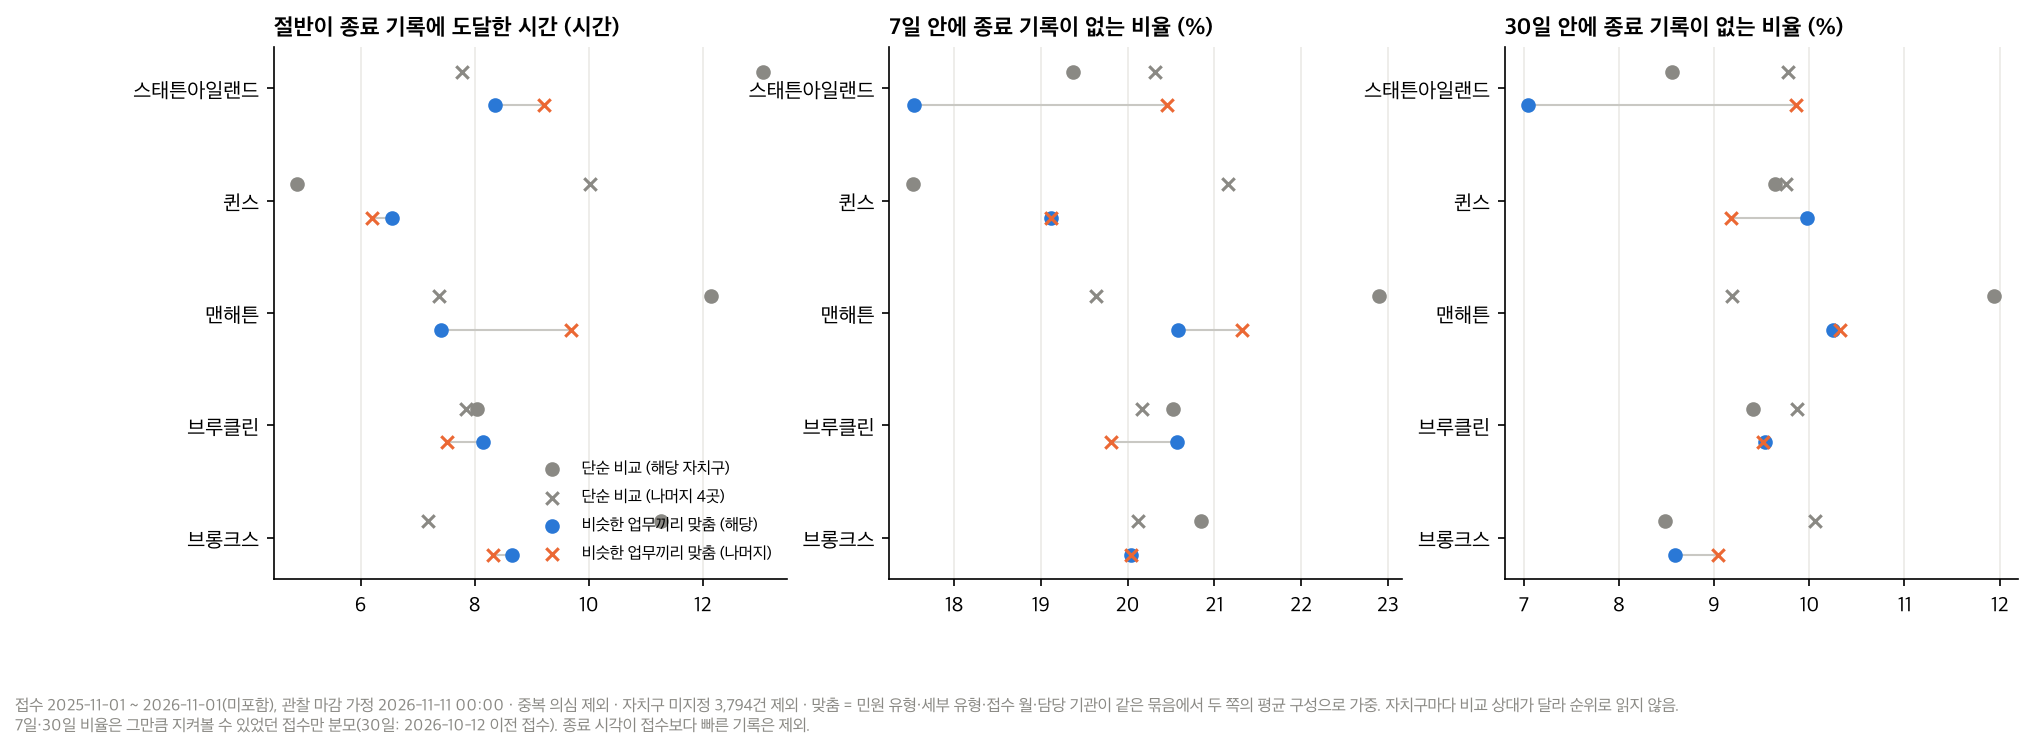 절반이 종료 기록에 도달한 시간 (시간)
스태튼아일랜드
퀸스
맨해튼
브루클린
브롱크스
단순 비교 (해당 자치구)
단순 비교 (나머지 4곳)
비슷한 업무끼리 맞춤 (해당)
비슷한 업무끼리 맞춤 (나머지)
6 8 10 12
7일 안에 종료 기록이 없는 비율 (%)
스태튼아일랜드
퀸스
맨해튼
브루클린
브롱크스
18 19 20 21 22 23
30일 안에 종료 기록이 없는 비율 (%)
스태튼아일랜드
퀸스
맨해튼
브루클린
브롱크스
7 8 9 10 11 12
접수 2025-11-01 ~ 2026-11-01(미포함), 관찰 마감 가정 2026-11-11 00:00 · 중복 의심 제외 · 자치구 미지정 3,794건 제외 · 맞춤 = 민원 유형·세부 유형·접수 월·담당 기관이 같은 묶음에서 두 쪽의 평균 구성으로 가중. 자치구마다 비교 상대가 달라 순위로 읽지 않음.
7일·30일 비율은 그만큼 지켜볼 수 있었던 접수만 분모(30일: 2026-10-12 이전 접수). 종료 시각이 접수보다 빠른 기록은 제외.